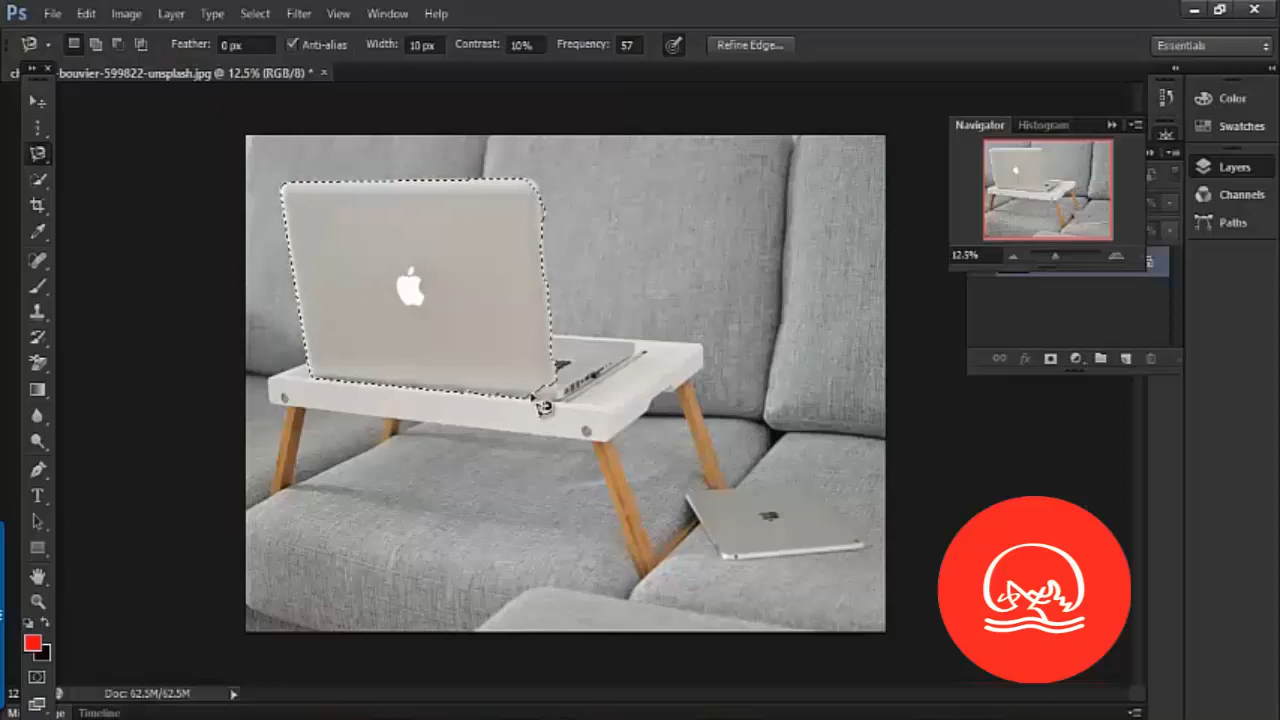 Ps File Edit Image Layer Type Select Filter View Window Help
Feather: 0 px Anti-alias Width: 10 px Contrast: 10% Frequency: 57 Refine Edge... Essentials
-bouvier-599822-unsplash.jpg @ 12.5% (RGB/8) * ×
Color
Navigator Histogram
Swatches
Layers
Channels
Paths
12.5%
T
12
Doc: 62.5M/62.5M
Timeline